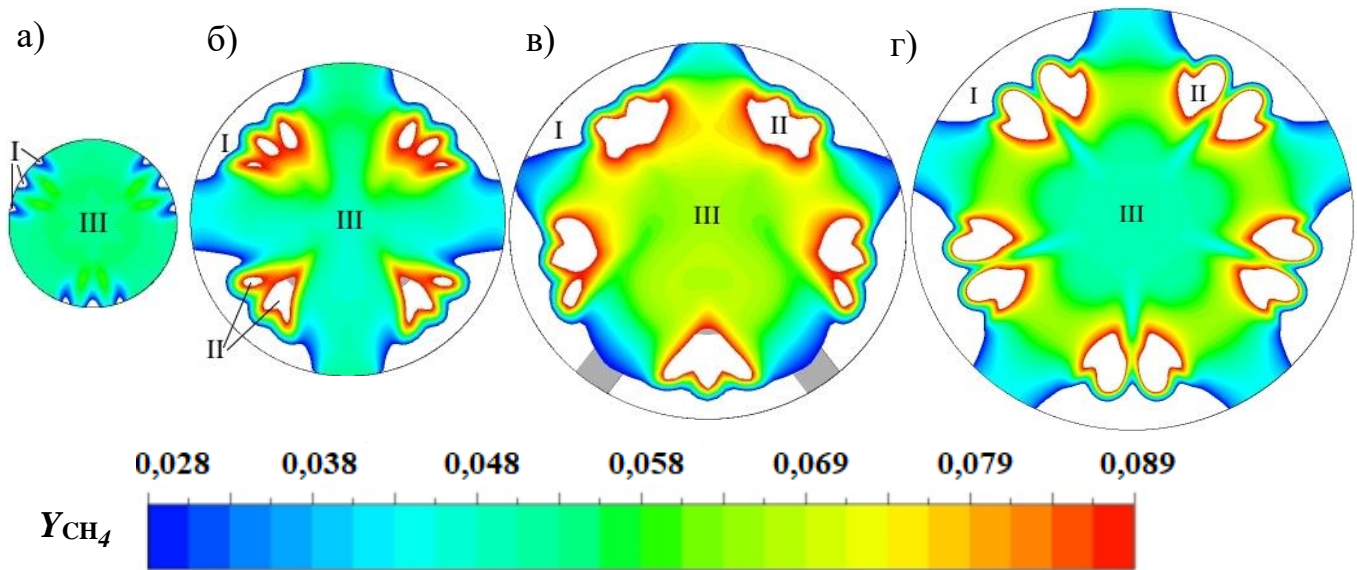 а) б) в) г)
I I I I
II II
III III III III
II
0,028 0,038 0,048 0,058 0,069 0,079 0,089
YCH4